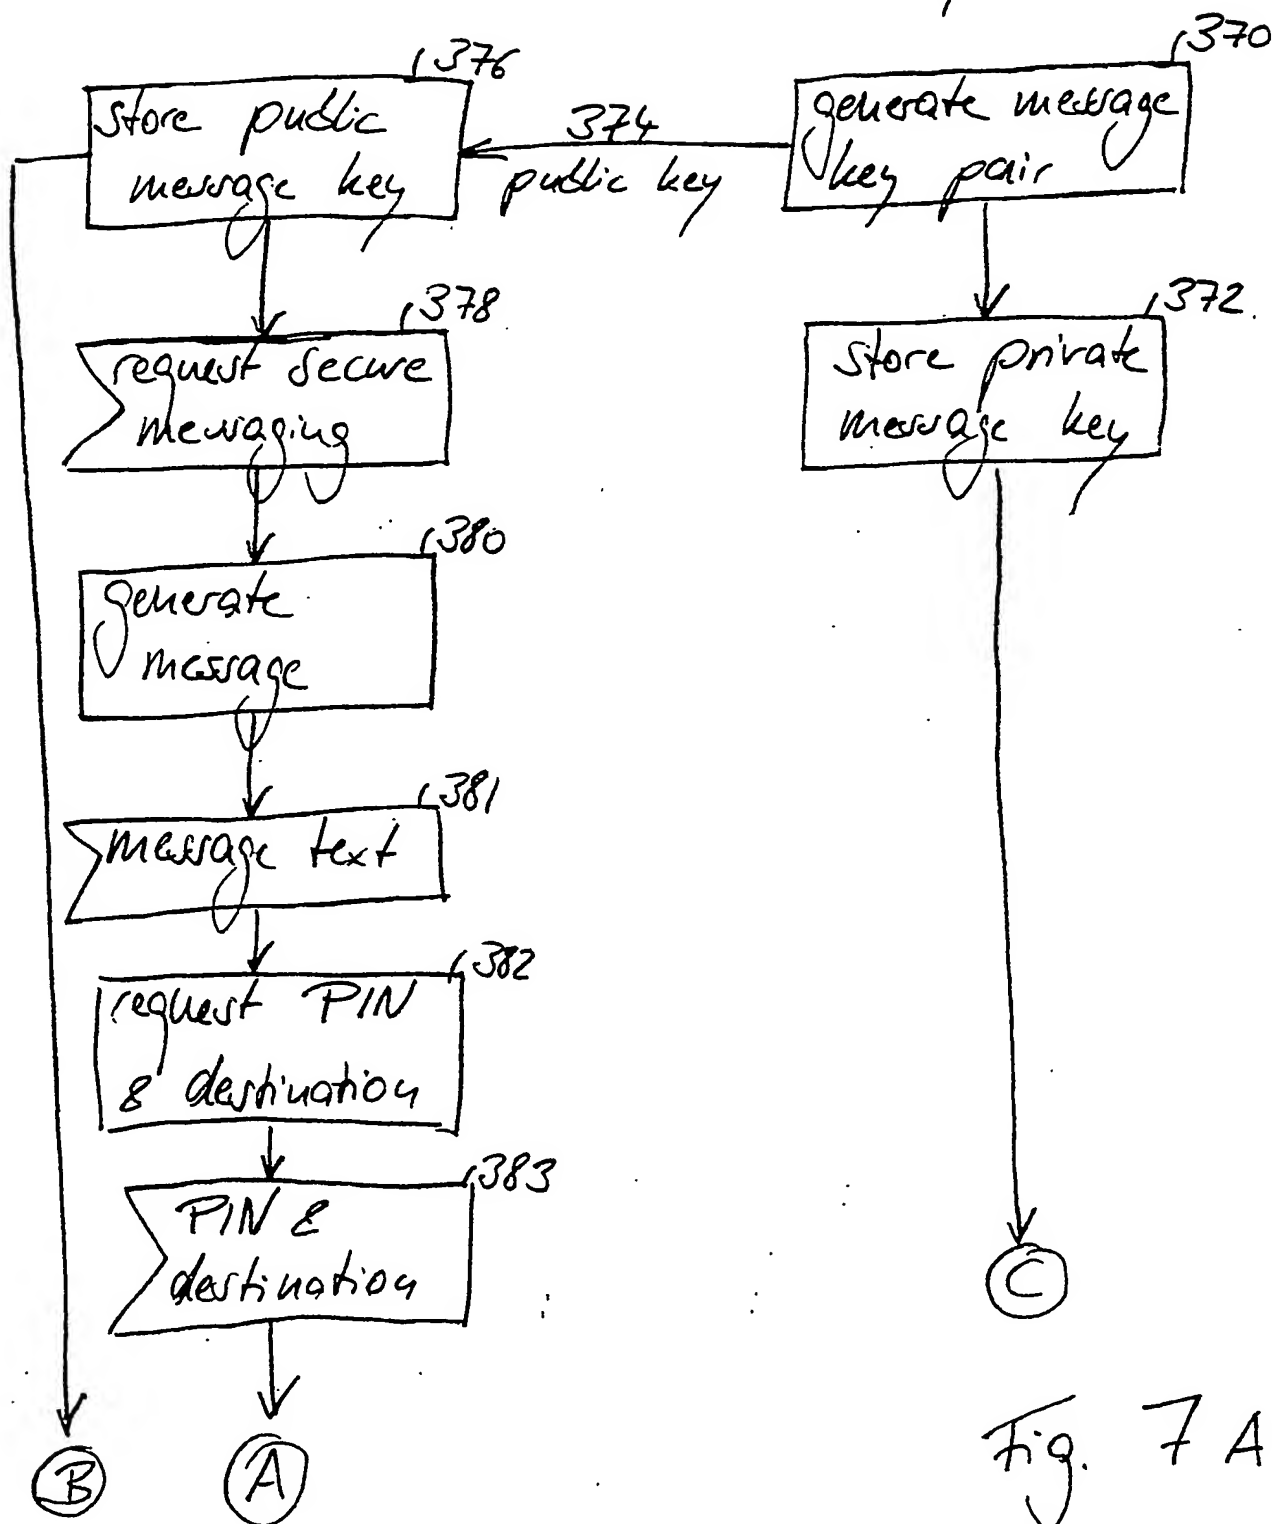 376
store public
message key
374
public key
370
generate message
key pair
378
request secure
messaging
372
store private
message key
380
generate
message
381
message text
382
request PIN
& destination
383
PIN &
destination
C
B
A
Fig. 7A